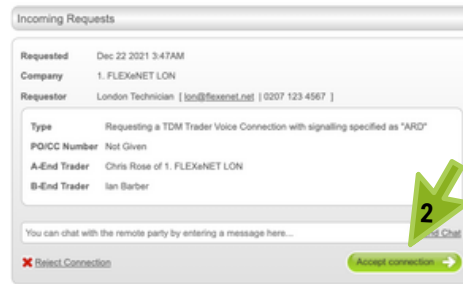 Incoming Requests
Requested Dec 22 2021 3:47AM
Company 1. FLEXeNET LON
Requestor London Technician [ lon@flexenet.net | 0207 123 4567 ]
Type Requesting a TDM Trader Voice Connection with signalling specified as "ARD"
PO/CC Number Not Given
A-End Trader Chris Rose of 1. FLEXeNET LON
B-End Trader Ian Barber
2
You can chat with the remote party by entering a message here... Chat
Reject Connection Accept connection